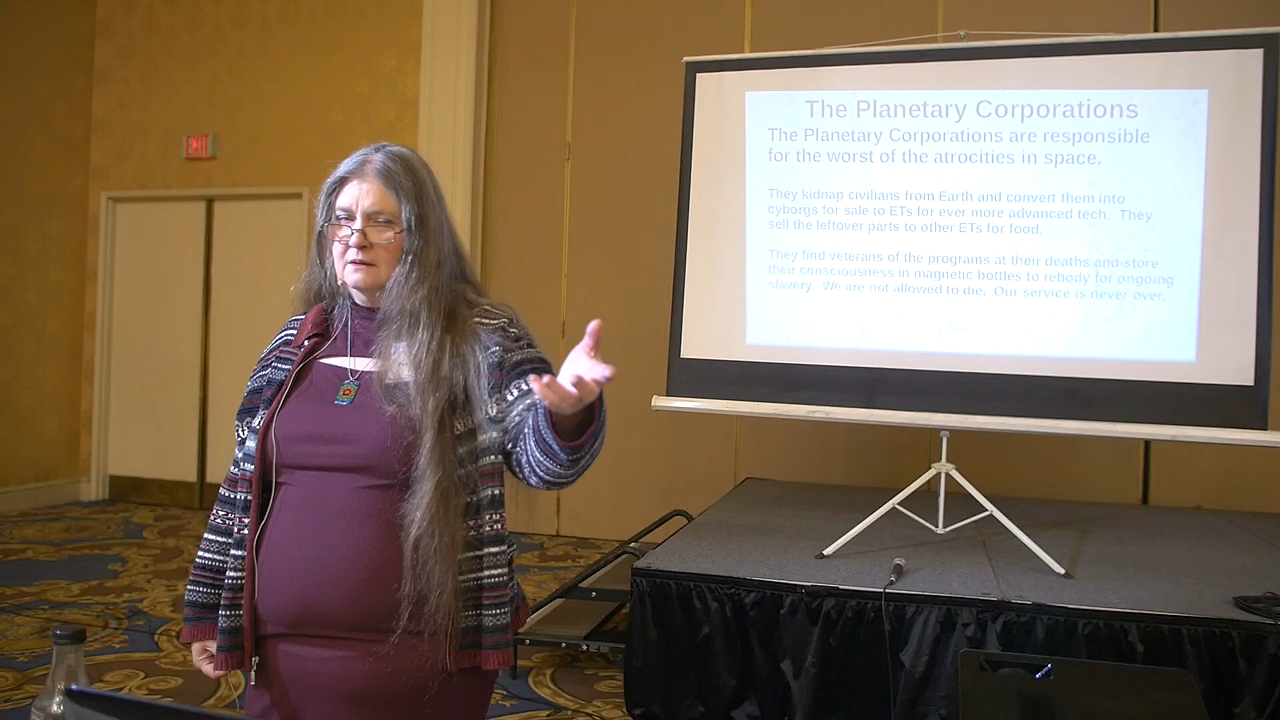 EXIT
The Planetary Corporations
The Planetary Corporations are responsible
for the worst of the atrocities in space.
They kidnap civilians from Earth and convert them into
cyborgs for sale to ETs for ever more advanced tech. They
sell the leftover parts to other ETs for food.
They find veterans of the programs at their deaths and store
their consciousness in magnetic bottles to rebody for ongoing
slavery. We are not allowed to die. Our service is never over.